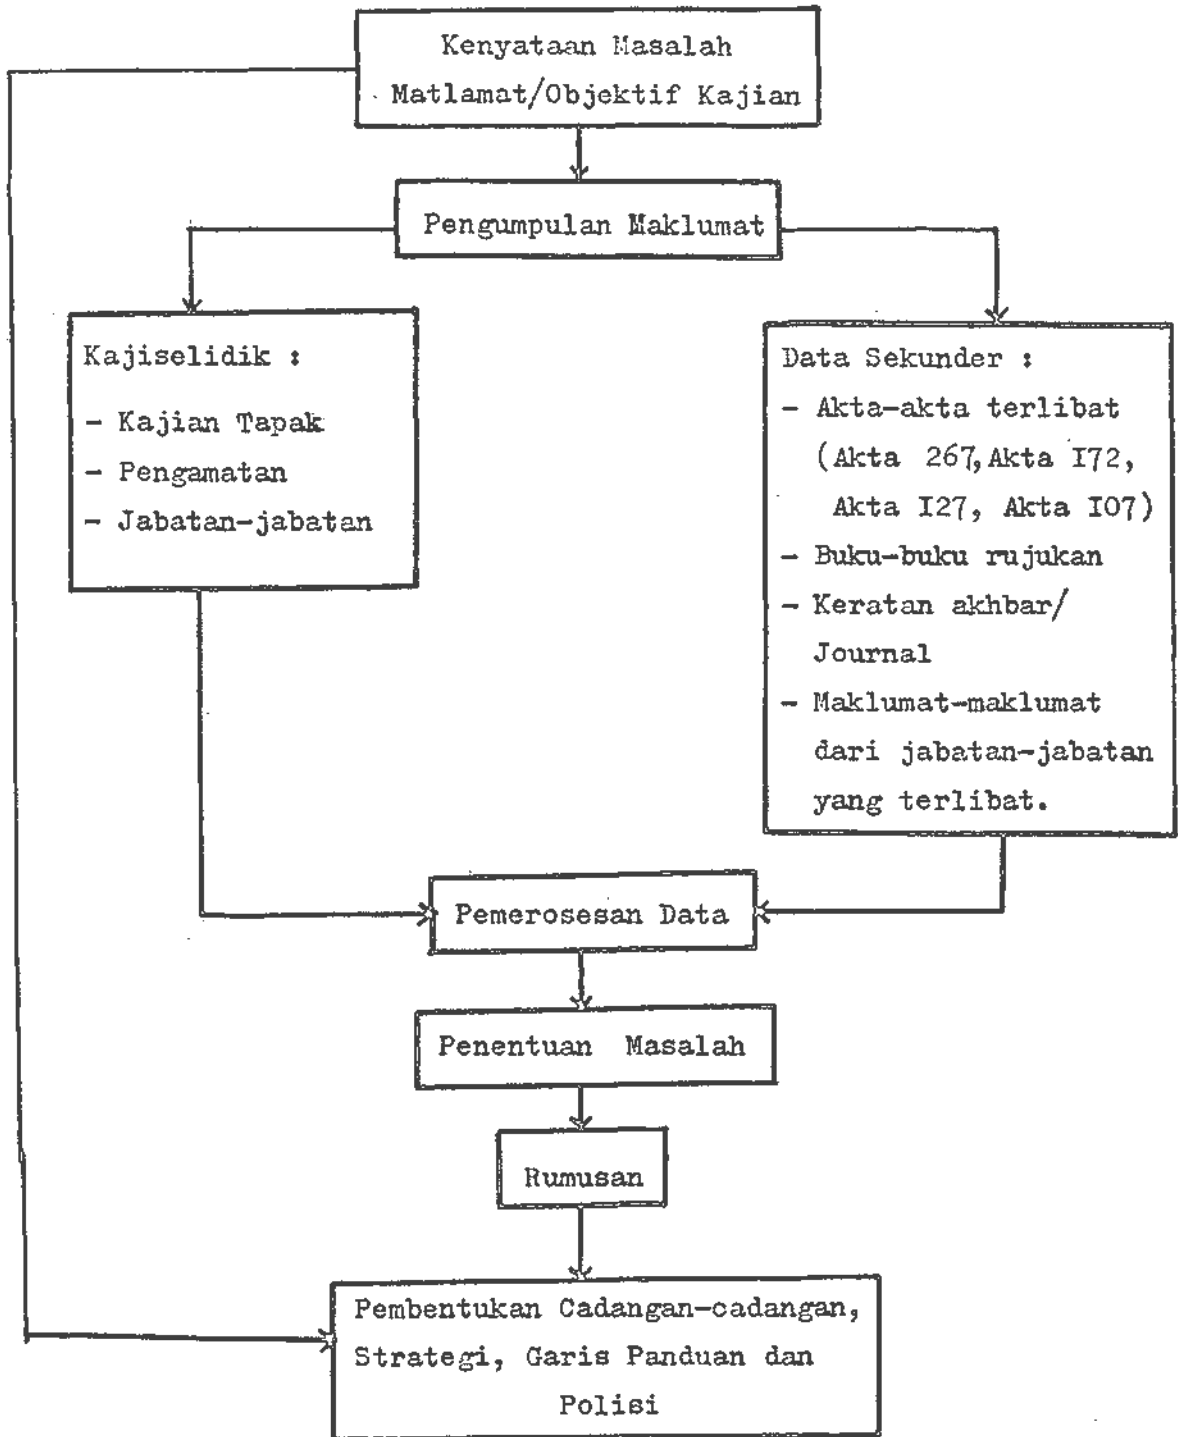 Kenyataan Masalah
Matlamat/Objektif Kajian
Pengumpulan Maklumat
Kajiselidik :
- Kajian Tapak
- Pengamatan
- Jabatan-jabatan
Data Sekunder :
- Akta-akta terlibat
(Akta 267, Akta I72,
Akta I27, Akta I07)
- Buku-buku rujukan
- Keratan akhbar/
Journal
- Maklumat-maklumat
dari jabatan-jabatan
yang terlibat.
Pemerosesan Data
Penentuan Masalah
Rumusan
Pembentukan Cadangan-cadangan,
Strategi, Garis Panduan dan
Polisi